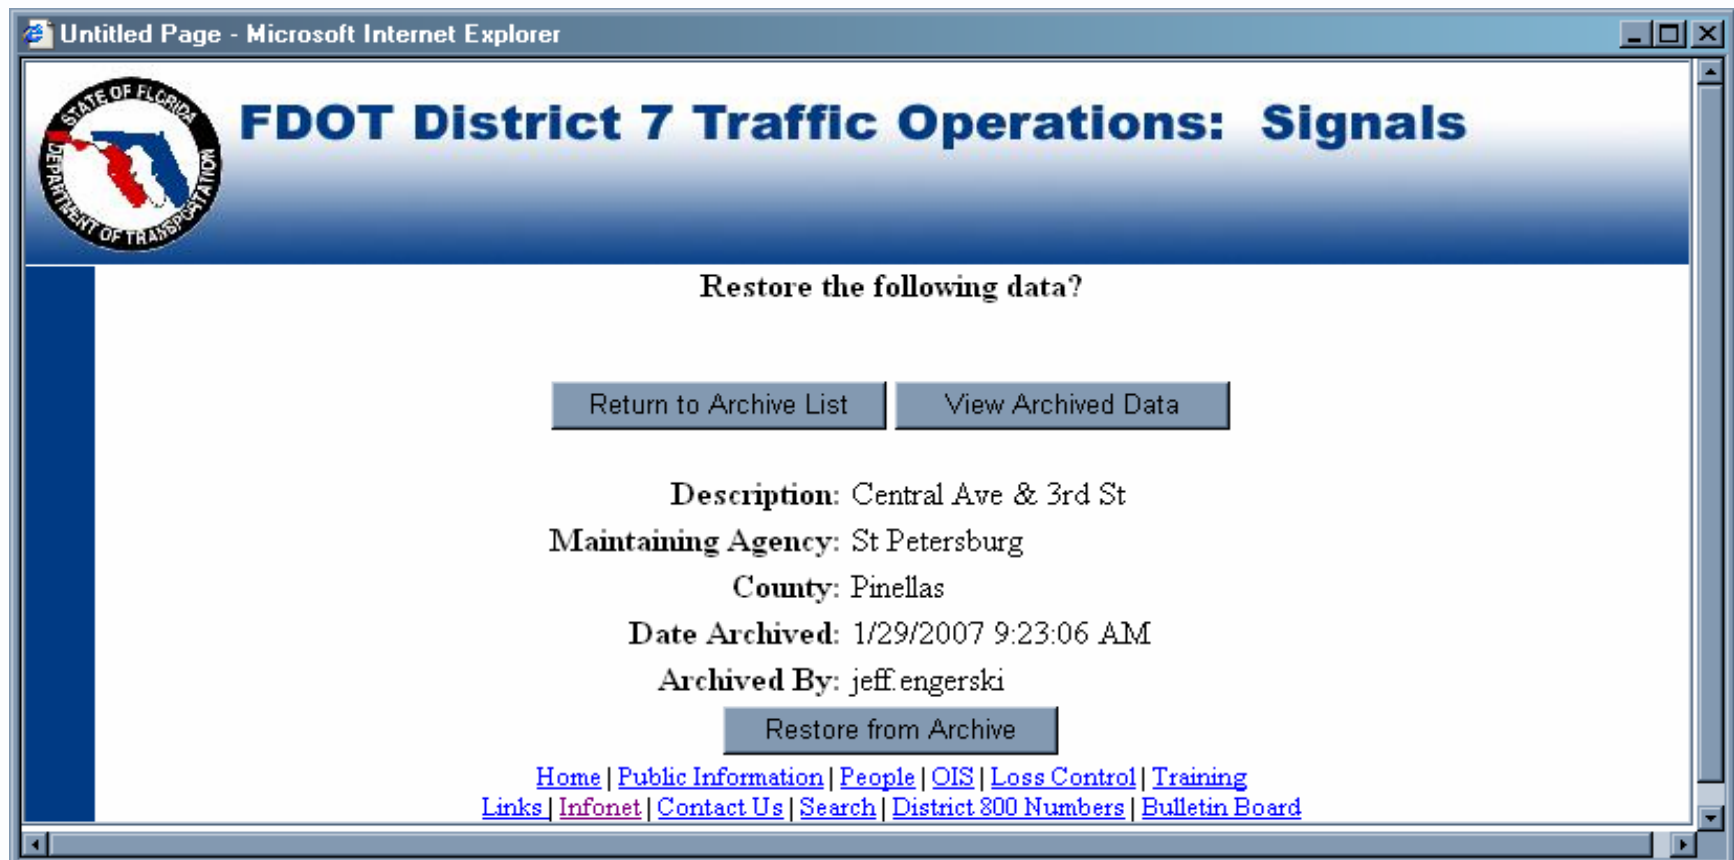 Untitled Page - Microsoft Internet Explorer
STATE OF FLORIDA
DEPARTMENT OF TRANSPORTATION
FDOT District 7 Traffic Operations: Signals
Restore the following data?
Return to Archive List View Archived Data
Description: Central Ave & 3rd St
Maintaining Agency: St Petersburg
County: Pinellas
Date Archived: 1/29/2007 9:23:06 AM
Archived By: jeff.engerski
Restore from Archive
Home | Public Information | People | OIS | Loss Control | Training
Links | Infonet | Contact Us | Search | District 800 Numbers | Bulletin Board